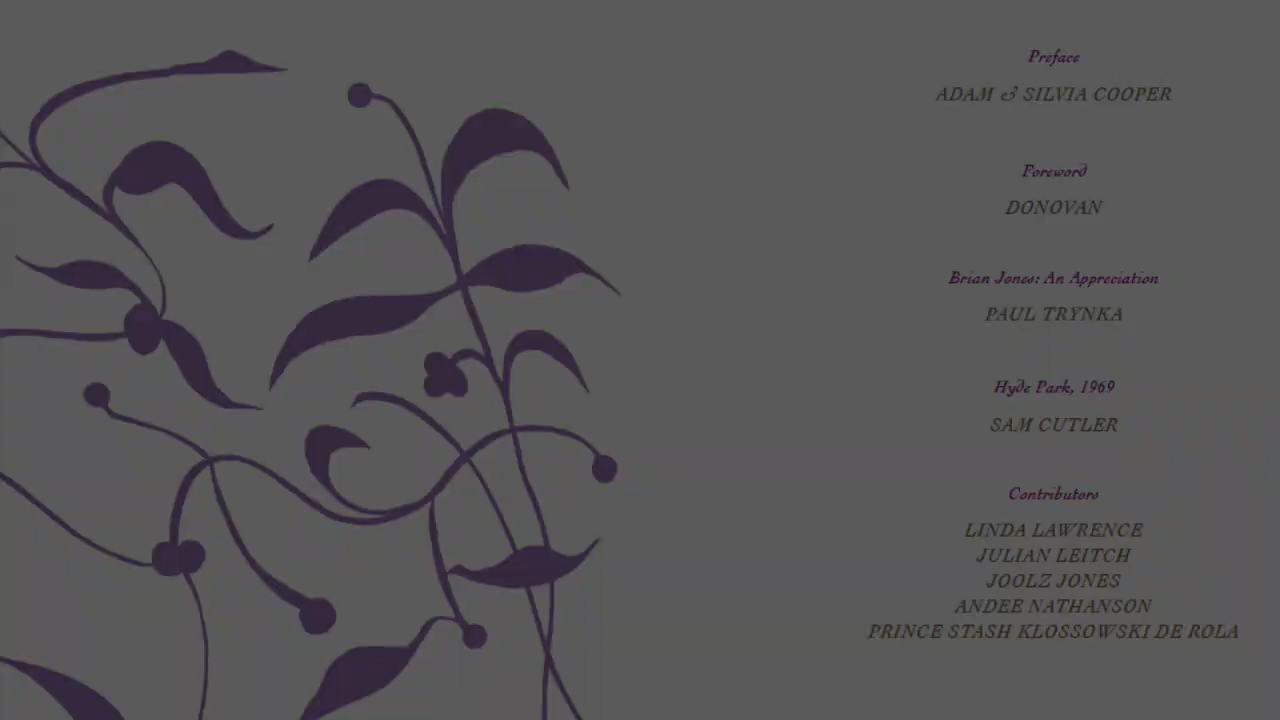 Preface
ADAM & SILVIA COOPER
Foreword
DONOVAN
Brian Jones: An Appreciation
PAUL TRYNKA
Hyde Park, 1969
SAM CUTLER
Contributors
LINDA LAWRENCE
JULIAN LEITCH
JOOLZ JONES
ANDEE NATHANSON
PRINCE STASH KLOSSOWSKI DE ROLA